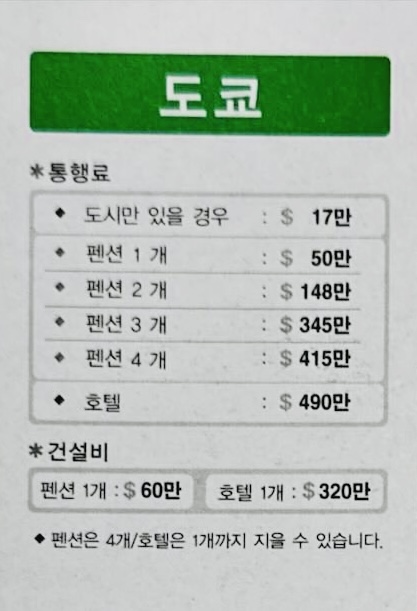 도쿄
*통행료
◆ 도시만 있을 경우 : $ 17만
◆ 펜션 1 개 : $ 50만
◆ 펜션 2 개 : $ 148만
◆ 펜션 3 개 : $ 345만
◆ 펜션 4 개 : $ 415만
◆ 호텔 : $ 490만
*건설비
펜션 1개 : $ 60만 호텔 1개 : $ 320만
◆ 펜션은 4개/호텔은 1개까지 지을 수 있습니다.